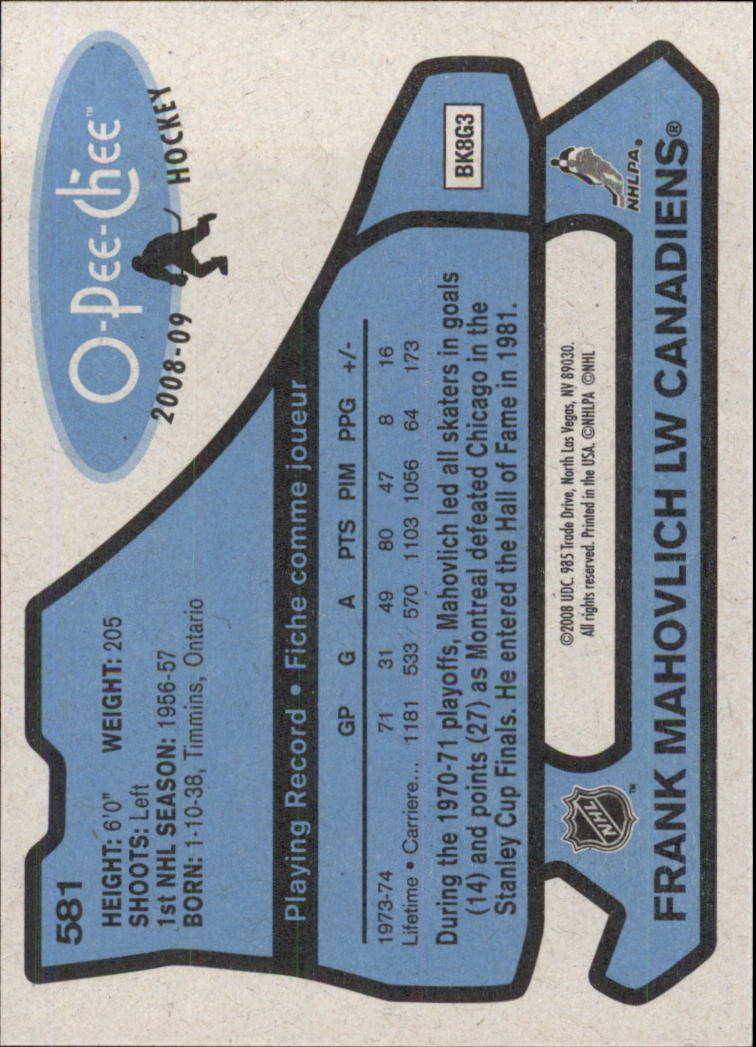 O-Pee-Chee™
2008-09 HOCKEY
581
HEIGHT: 6'0" WEIGHT: 205
SHOOTS: Left
1st NHL SEASON: 1956-57
BORN: 1-10-38, Timmins, Ontario
Playing Record • Fiche comme joueur
GP G A PTS PIM PPG +/-
1973-74 71 31 49 80 47 8 16
Lifetime • Carriere... 1181 533 570 1103 1056 64 173
During the 1970-71 playoffs, Mahovlich led all skaters in goals
(14) and points (27) as Montreal defeated Chicago in the
Stanley Cup Finals. He entered the Hall of Fame in 1981.
BK8G3
©2008 UDC. 985 Trade Drive, North Las Vegas, NV 89030.
All rights reserved. Printed in the USA. ©NHLPA ©NHL
NHL™
NHLPA®
FRANK MAHOVLICH LW CANADIENS®